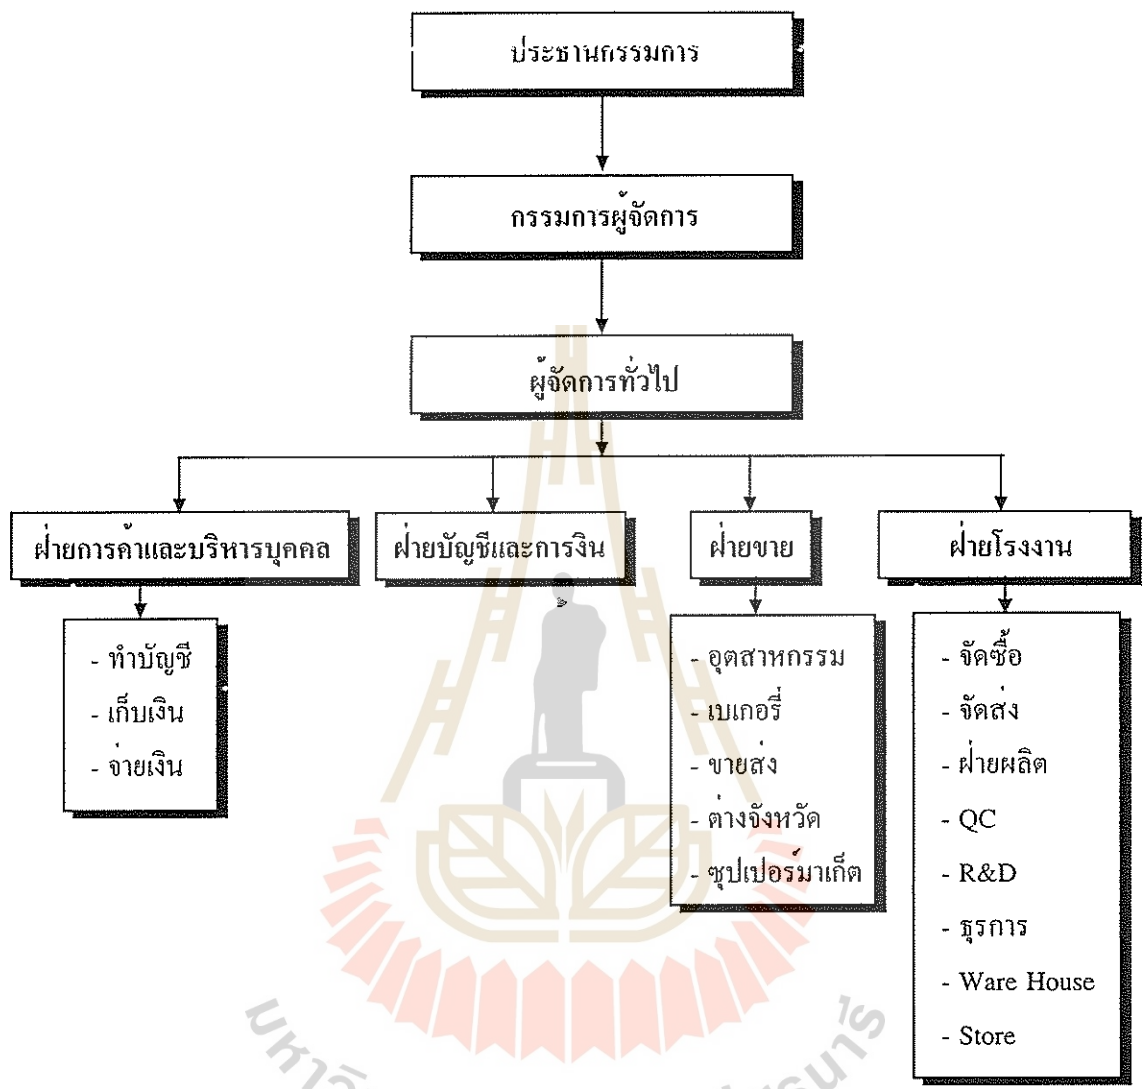 ประธานกรรมการ
กรรมการผู้จัดการ
ผู้จัดการทั่วไป
ฝ่ายการค้าและบริหารบุคคล
ฝ่ายบัญชีและการงิน
ฝ่ายขาย
ฝ่ายโรงงาน
- ทำบัญชี
- เก็บเงิน
- จ่ายเงิน
- อุตสาหกรรม
- เบเกอรี่
- ขายส่ง
- ต่างจังหวัด
- ซุปเปอร์มาเก็ต
- จัดซื้อ
- จัดส่ง
- ฝ่ายผลิต
- QC
- R&D
- ธุรการ
- Ware House
- Store